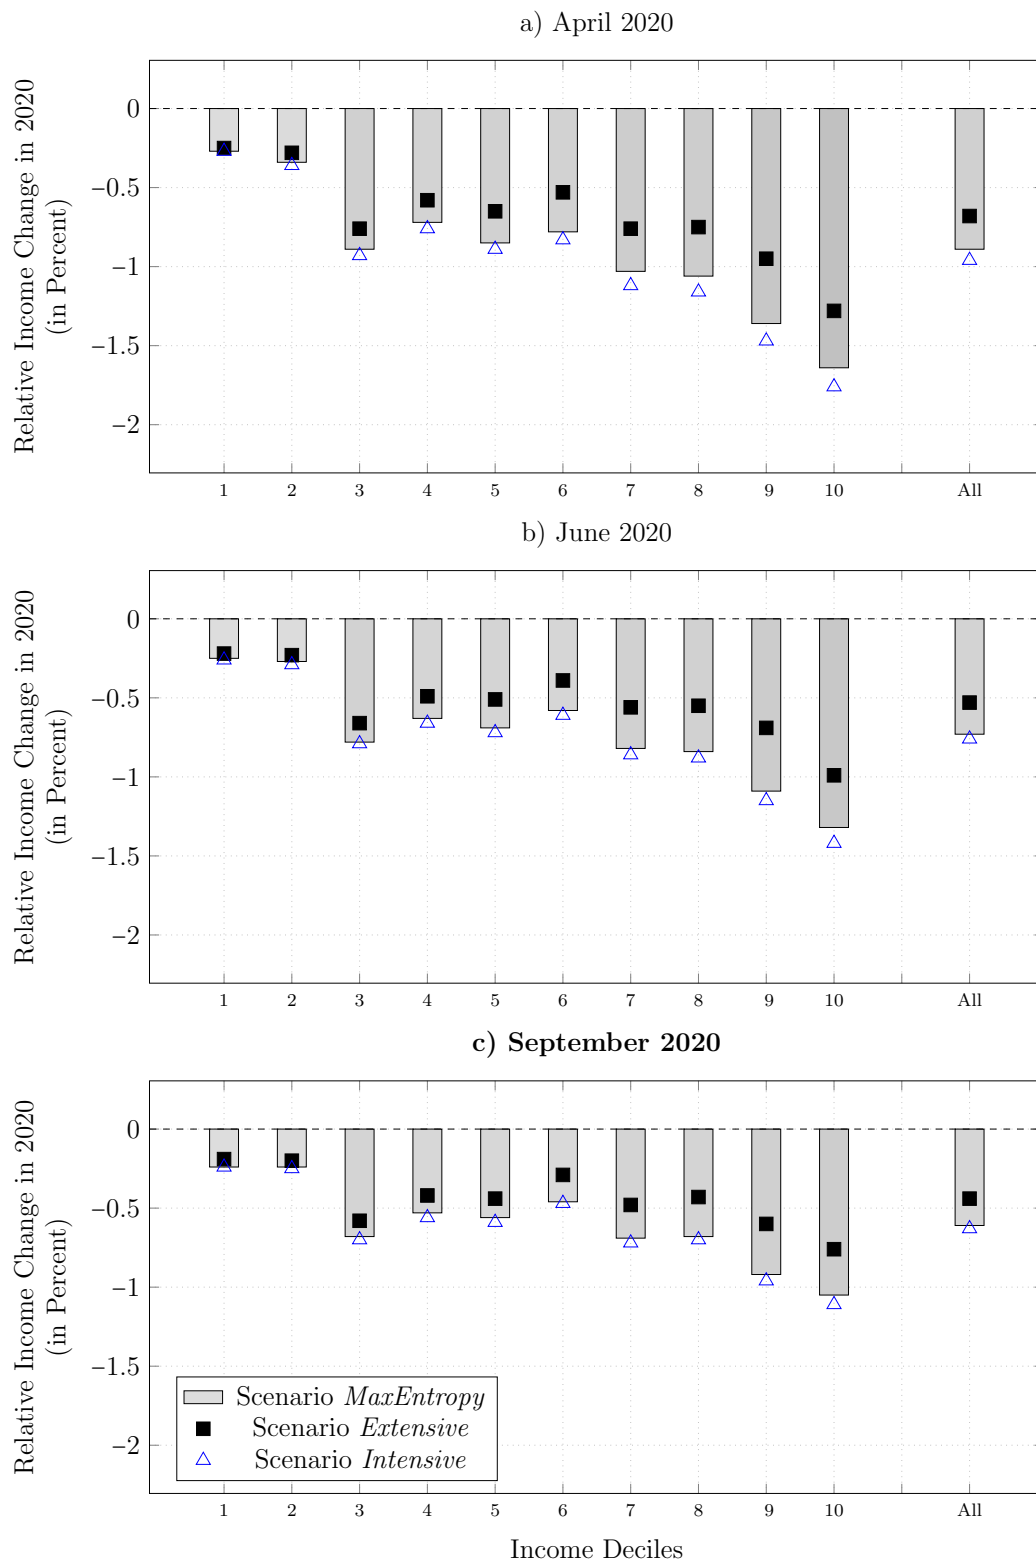 a) April 2020
Relative Income Change in 2020
(in Percent)
0
−0.5
−1
−1.5
−2
1 2 3 4 5 6 7 8 9 10 All
b) June 2020
Relative Income Change in 2020
(in Percent)
0
−0.5
−1
−1.5
−2
1 2 3 4 5 6 7 8 9 10 All
c) September 2020
Relative Income Change in 2020
(in Percent)
0
−0.5
−1
−1.5
−2
Scenario MaxEntropy
Scenario Extensive
Scenario Intensive
1 2 3 4 5 6 7 8 9 10 All
Income Deciles